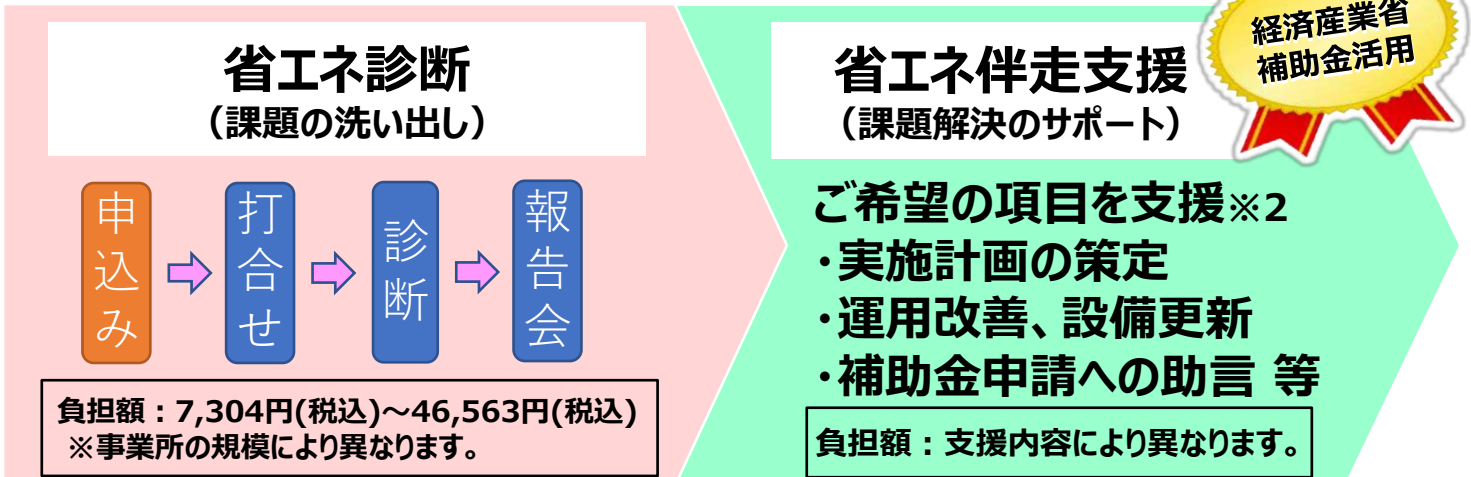 省エネ診断
（課題の洗い出し）
申込み
打合せ
診断
報告会
負担額：7,304円(税込)～46,563円(税込)
※事業所の規模により異なります。
経済産業省
補助金活用
省エネ伴走支援
（課題解決のサポート）
ご希望の項目を支援※2
・実施計画の策定
・運用改善、設備更新
・補助金申請への助言 等
負担額：支援内容により異なります。